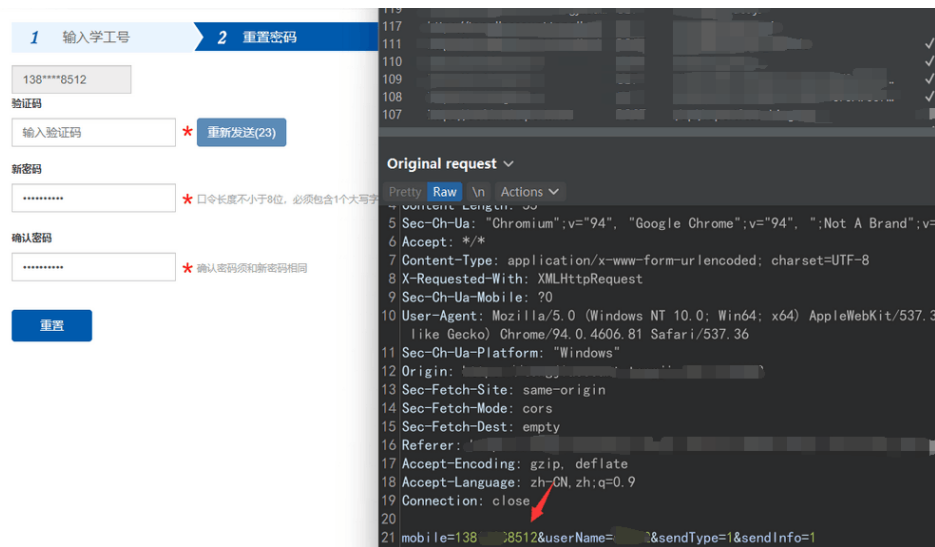 1 输入学工号
2 重置密码
138****8512
验证码
输入验证码 * 重新发送(23)
新密码
•••••••••• * 口令长度不小于8位，必须包含1个大写字
确认密码
•••••••••• * 确认密码须和新密码相同
重置
119
117
111
110
109
108
107
Original request
Pretty Raw \n Actions
4 Content-Length: 55
5 Sec-Ch-Ua: "Chromium";v="94", "Google Chrome";v="94", ";Not A Brand";v=
6 Accept: */*
7 Content-Type: application/x-www-form-urlencoded; charset=UTF-8
8 X-Requested-With: XMLHttpRequest
9 Sec-Ch-Ua-Mobile: ?0
10 User-Agent: Mozilla/5.0 (Windows NT 10.0; Win64; x64) AppleWebKit/537.3
like Gecko) Chrome/94.0.4606.81 Safari/537.36
11 Sec-Ch-Ua-Platform: "Windows"
12 Origin:
13 Sec-Fetch-Site: same-origin
14 Sec-Fetch-Mode: cors
15 Sec-Fetch-Dest: empty
16 Referer:
17 Accept-Encoding: gzip, deflate
18 Accept-Language: zh-CN,zh;q=0.9
19 Connection: close
20
21 mobile=138 8512&userName= &sendType=1&sendInfo=1